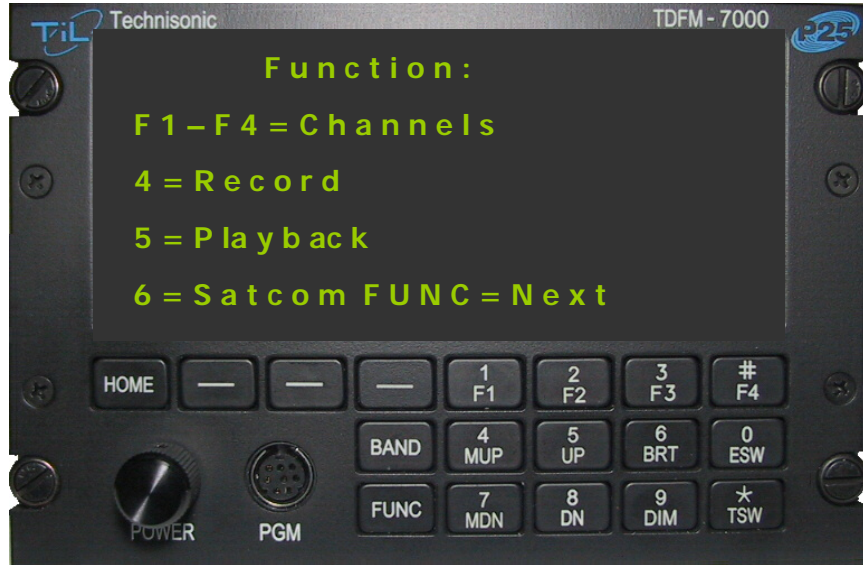 TiL Technisonic TDFM - 7000 P25
Function:
F1–F4=Channels
4=Record
5=Playback
6=Satcom FUNC=Next
HOME — — — 1 2 3 #
F1 F2 F3 F4
BAND 4 5 6 0
MUP UP BRT ESW
FUNC 7 8 9 *
MDN DN DIM TSW
POWER PGM